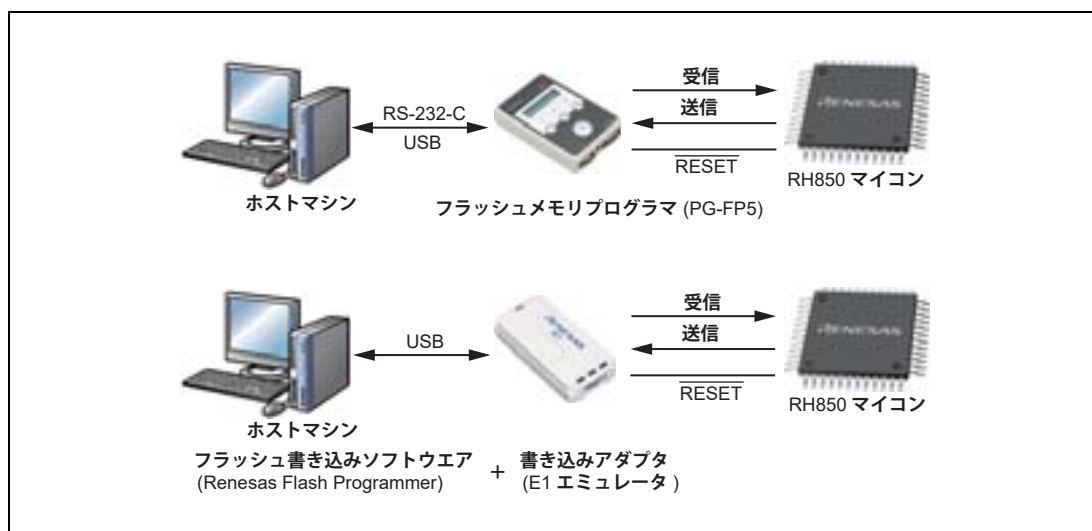 受信
RS-232-C
送信
USB
RENESAS
RESET
RH850 マイコン
ホストマシン
フラッシュメモリプログラマ (PG-FP5)
受信
USB
送信
RENESAS
RENESAS
RESET
RH850 マイコン
ホストマシン
フラッシュ書き込みソフトウエア + 書き込みアダプタ
(Renesas Flash Programmer) (E1 エミュレータ )